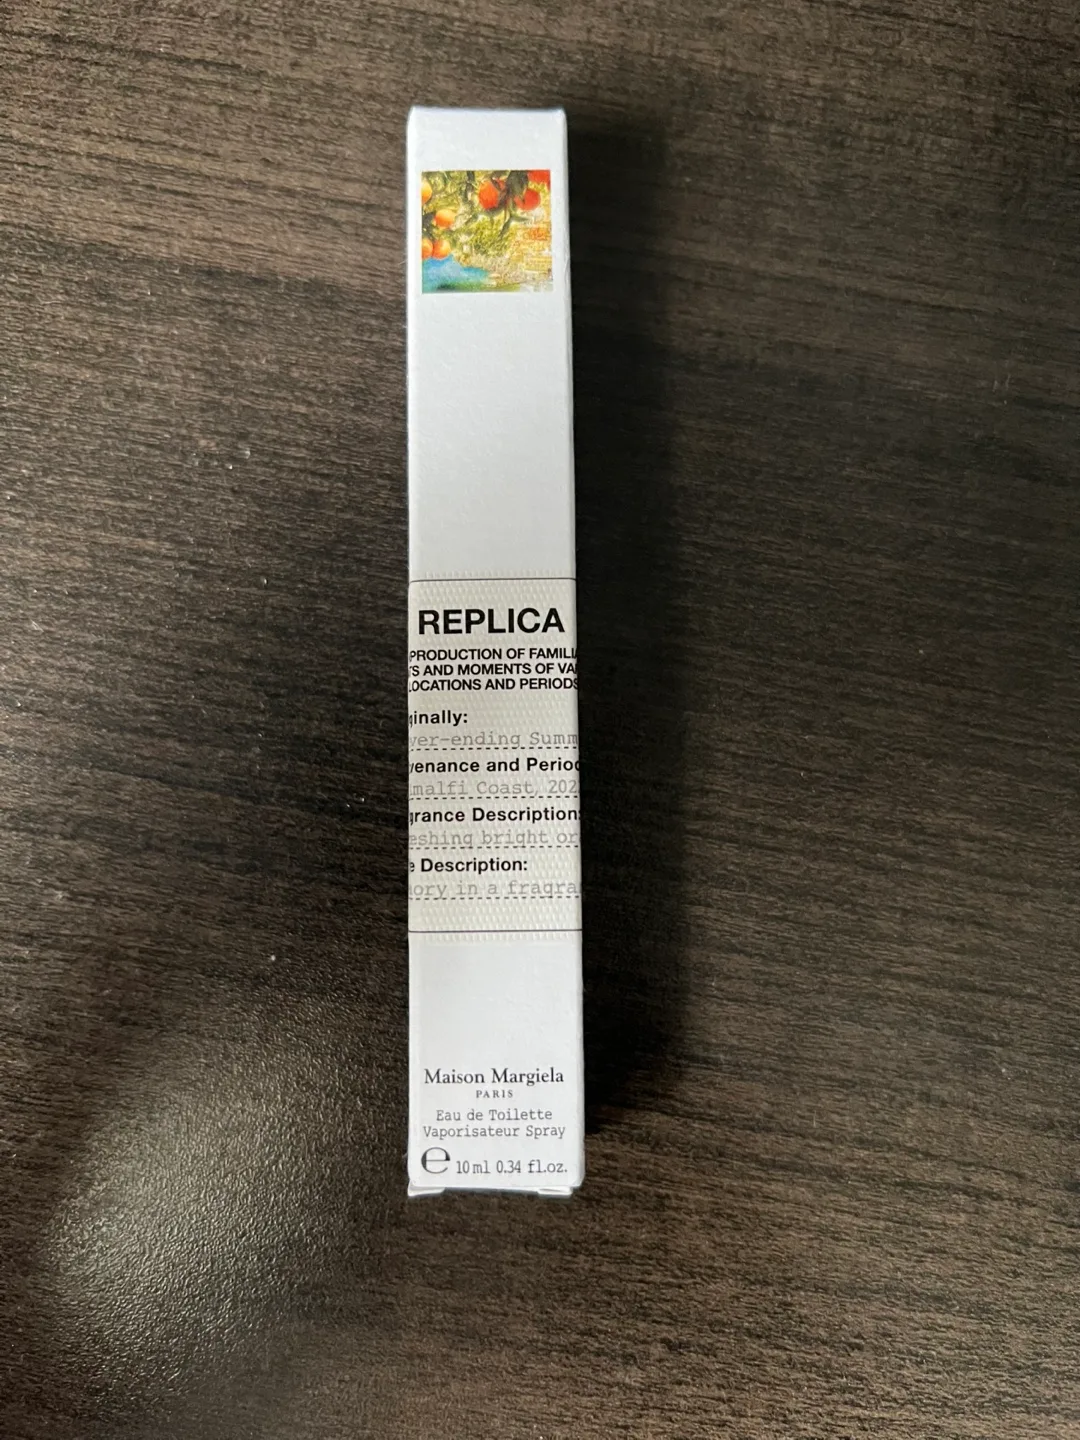 REPLICA
PRODUCTION OF FAMILI
TS AND MOMENTS OF VA
LOCATIONS AND PERIODS
ginally:
ver-ending Summ
venance and Period
malfi Coast, 202
grance Description:
eshing bright or
e Description:
ory in a fragra
Maison Margiela
PARIS
Eau de Toilette
Vaporisateur Spray
℮ 10 ml 0.34 fl.oz.